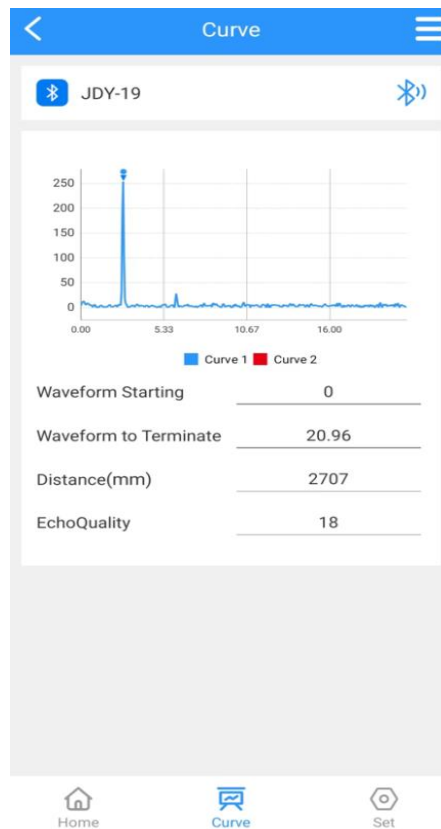 Curve
JDY-19
250
200
150
100
50
0
0.00 5.33 10.67 16.00
Curve 1 Curve 2
Waveform Starting 0
Waveform to Terminate 20.96
Distance(mm) 2707
EchoQuality 18
Home Curve Set